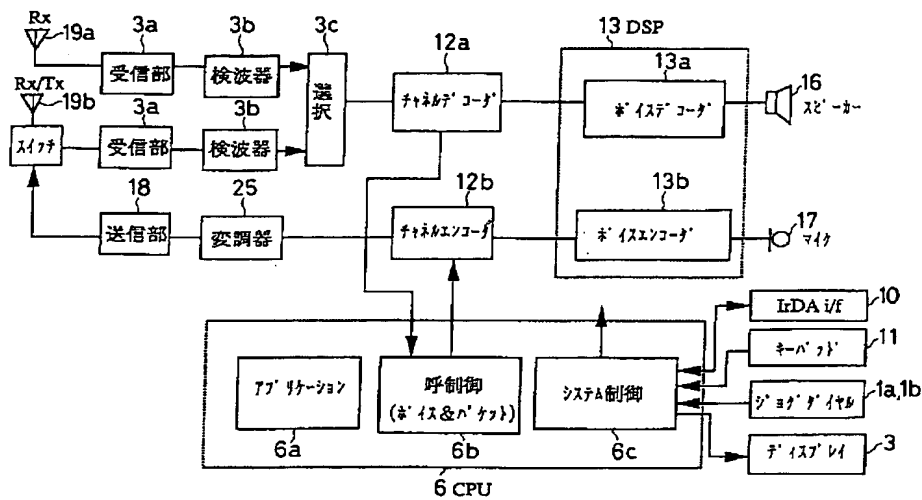 Rx
19a
3a
受信部
3b
検波器
3c
選択
12a
チャネルデコーダ
13 DSP
13a
ボイスデコーダ
16
スピーカー
Rx/Tx
19b
スイッチ
3a
受信部
3b
検波器
18
送信部
25
変調器
12b
チャネルエンコーダ
13b
ボイスエンコーダ
17
マイク
アプリケーション
6a
呼制御
(ボイス&パケット)
6b
システム制御
6c
6 CPU
IrDA i/f
10
キーパッド
11
ジョグダイヤル
1a,1b
ディスプレイ
3